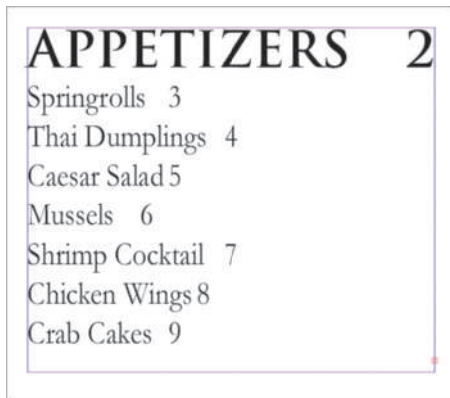 APPETIZERS 2
Springrolls 3
Thai Dumplings 4
Caesar Salad 5
Mussels 6
Shrimp Cocktail 7
Chicken Wings 8
Crab Cakes 9